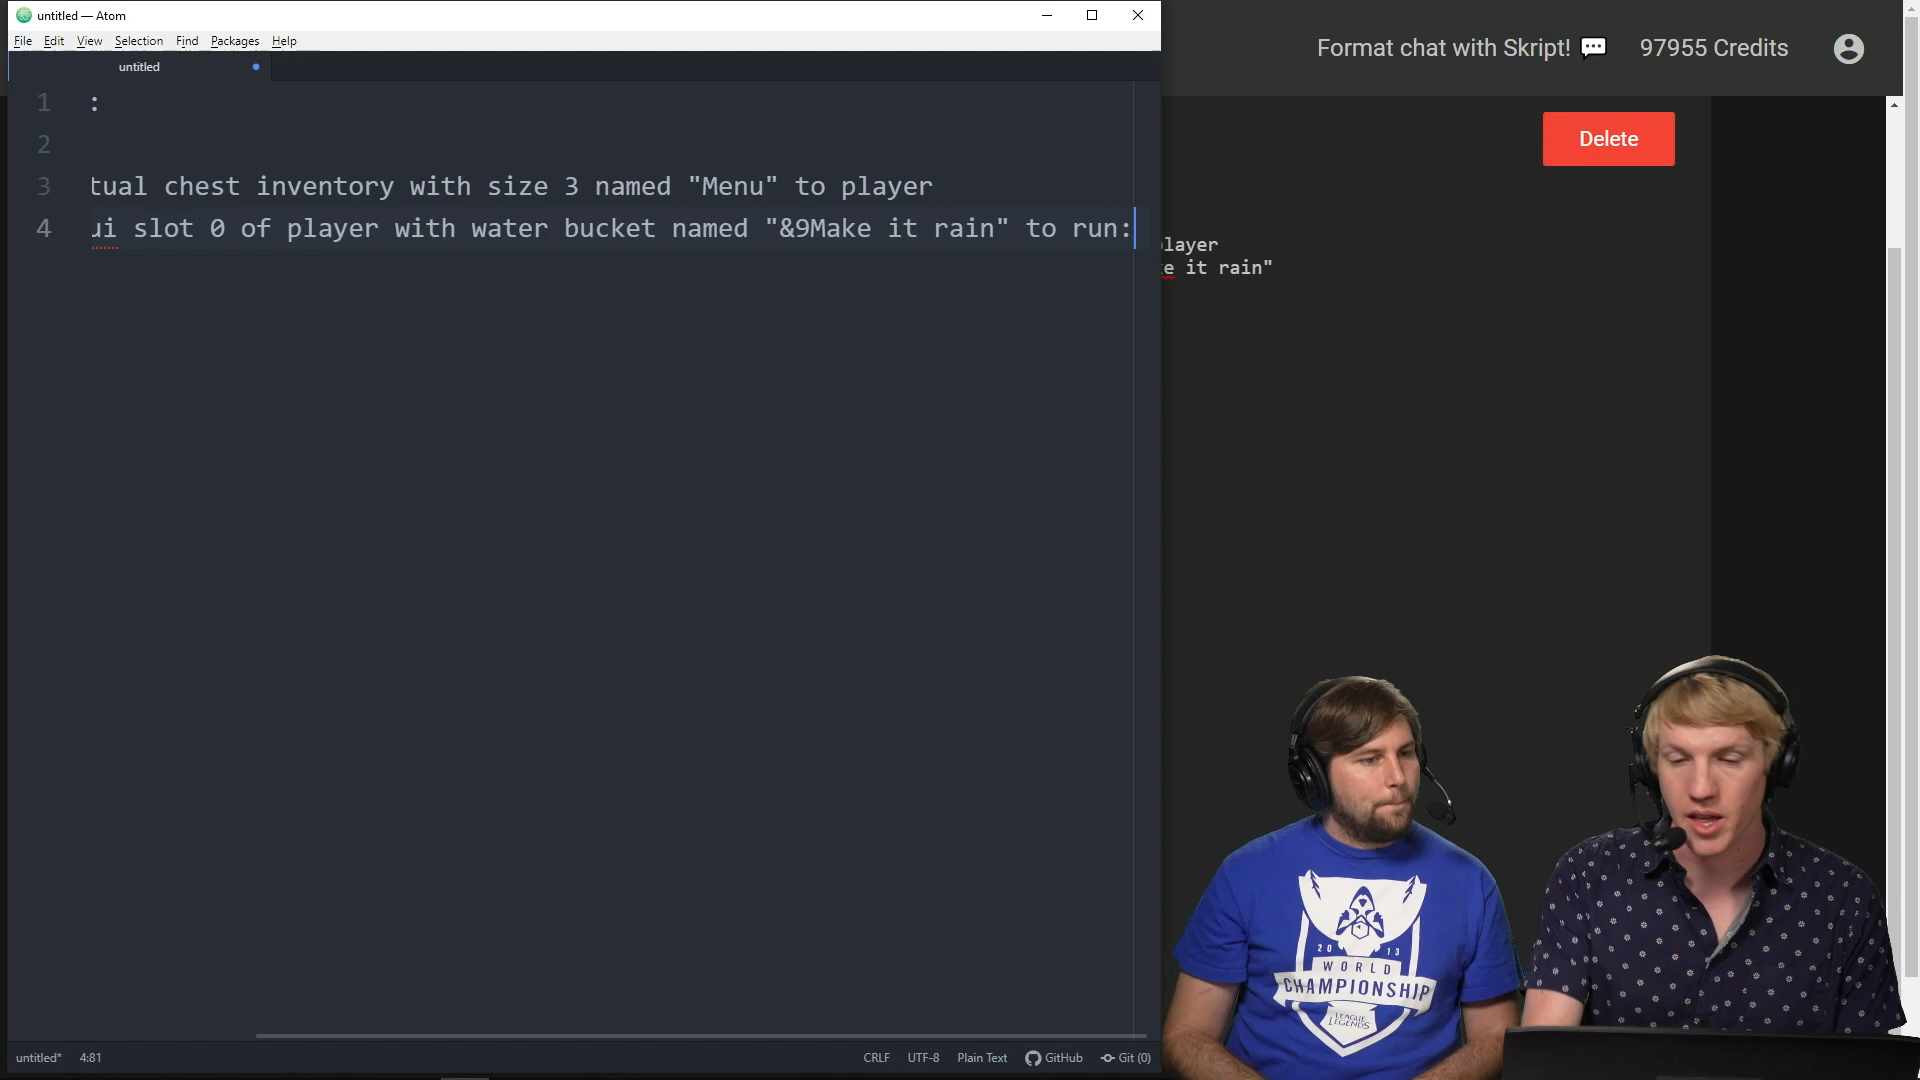 untitled — Atom
File Edit View Selection Find Packages Help
untitled
1 :
2
3 tual chest inventory with size 3 named "Menu" to player
4 ui slot 0 of player with water bucket named "&9Make it rain" to run:
untitled* 4:81 CRLF UTF-8 Plain Text GitHub Git (0)
Format chat with Skript! 97955 Credits
Delete
layer
e it rain"
2013
WORLD
CHAMPIONSHIP
LEAGUE
LEGENDS